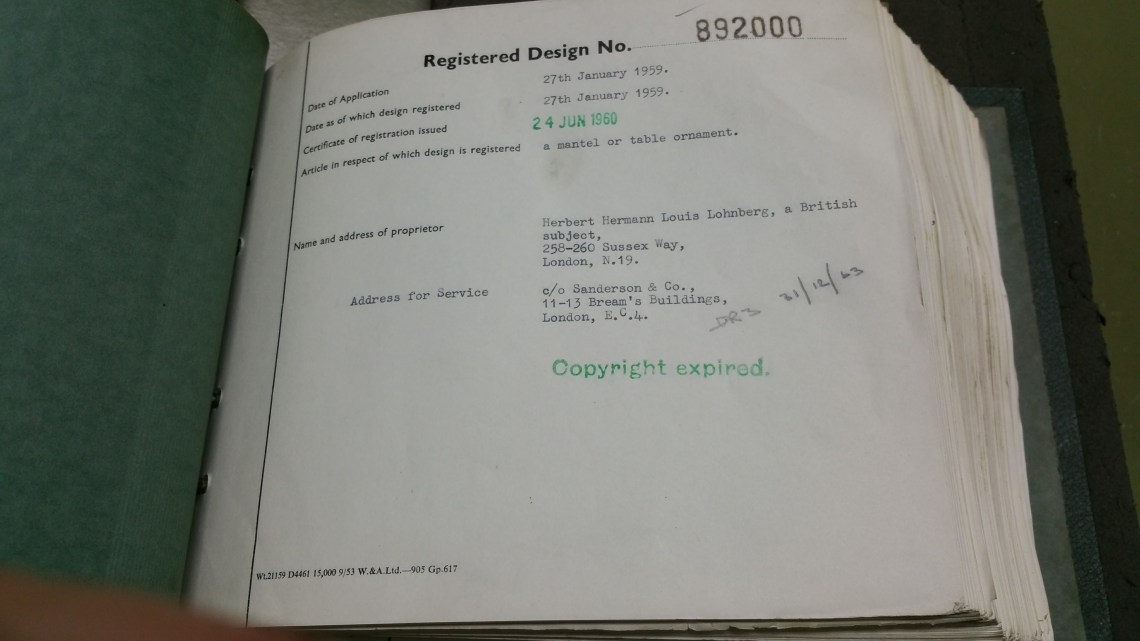 Registered Design No. 892000
Date of Application 27th January 1959.
Date as of which design registered 27th January 1959.
Certificate of registration issued 24 JUN 1960
Article in respect of which design is registered a mantel or table ornament.
Name and address of proprietor Herbert Hermann Louis Lohnberg, a British
subject,
258-260 Sussex Way,
London, N.19.
Address for Service c/o Sanderson & Co.,
11-13 Bream's Buildings,
London, E.C.4.
DR3 31/12/63
Copyright expired.
Wt.21159 D4461 15,000 9/53 W.&A.Ltd.—905 Gp.617